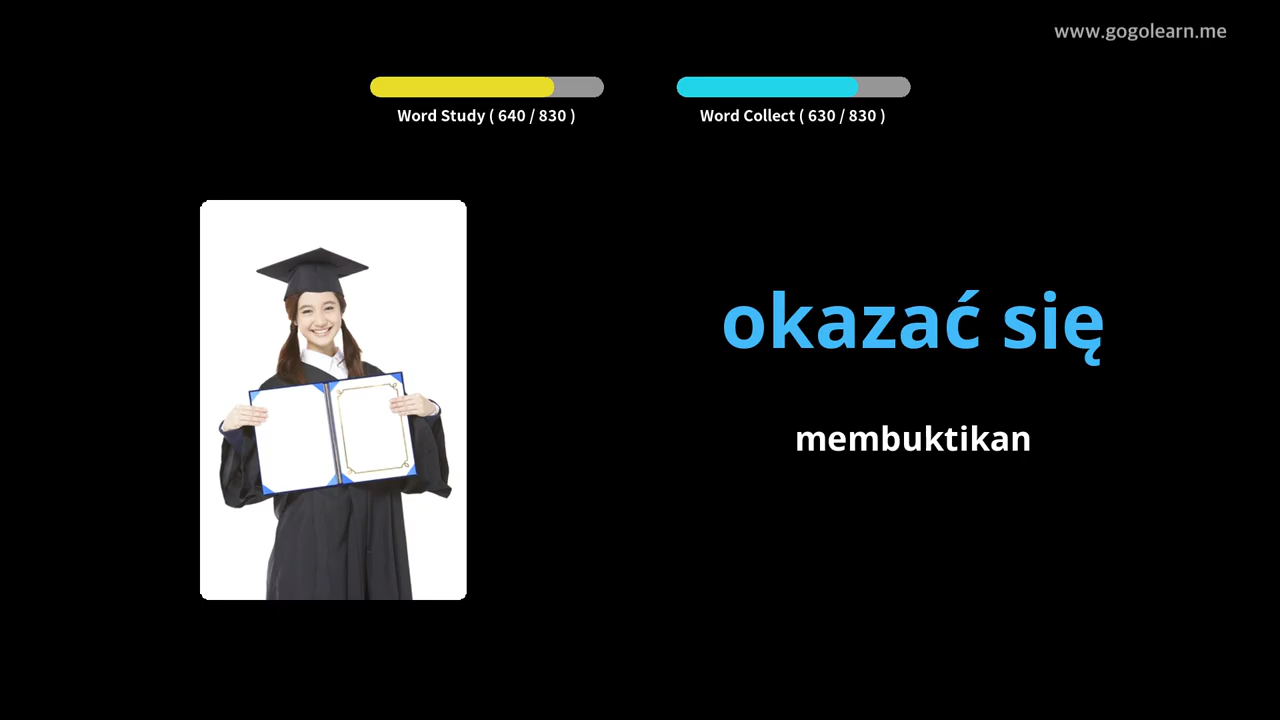 www.gogolearn.me
Word Study ( 640 / 830 )
Word Collect ( 630 / 830 )
okazać się
membuktikan